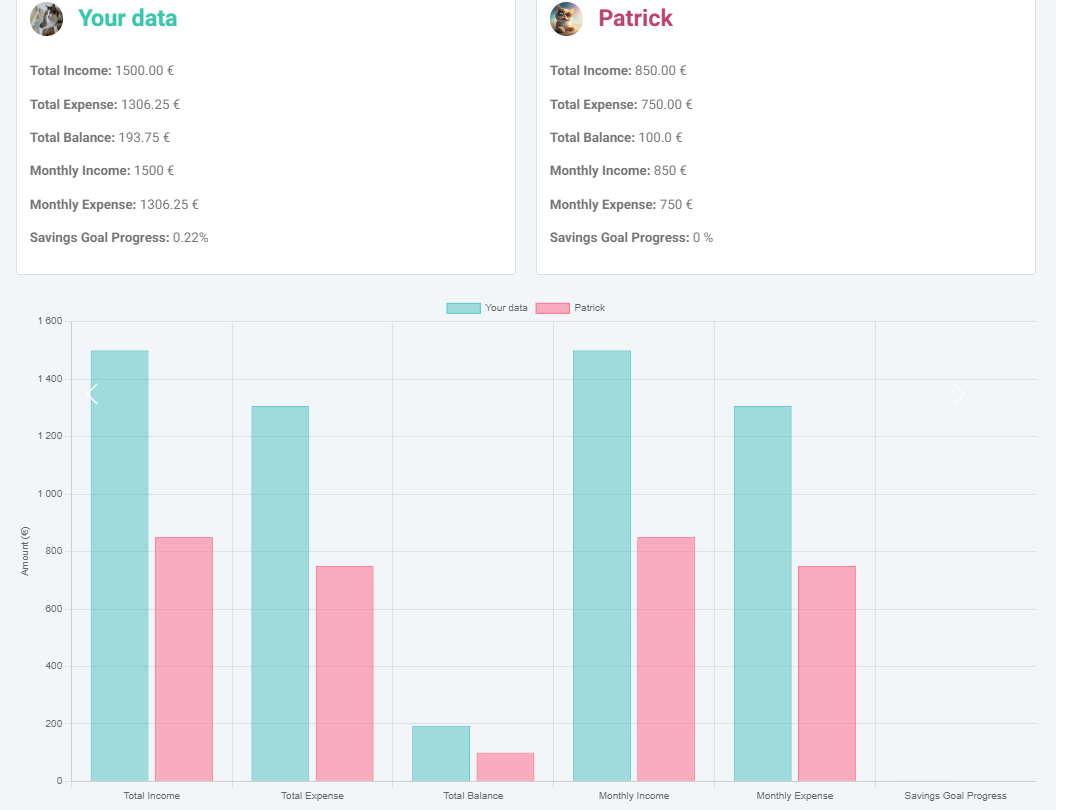 Your data
Total Income: 1500.00 €
Total Expense: 1306.25 €
Total Balance: 193.75 €
Monthly Income: 1500 €
Monthly Expense: 1306.25 €
Savings Goal Progress: 0.22%
Patrick
Total Income: 850.00 €
Total Expense: 750.00 €
Total Balance: 100.0 €
Monthly Income: 850 €
Monthly Expense: 750 €
Savings Goal Progress: 0 %
Your data Patrick
Amount (€)
1 600
1 400
1 200
1 000
800
600
400
200
0
Total Income Total Expense Total Balance Monthly Income Monthly Expense Savings Goal Progress